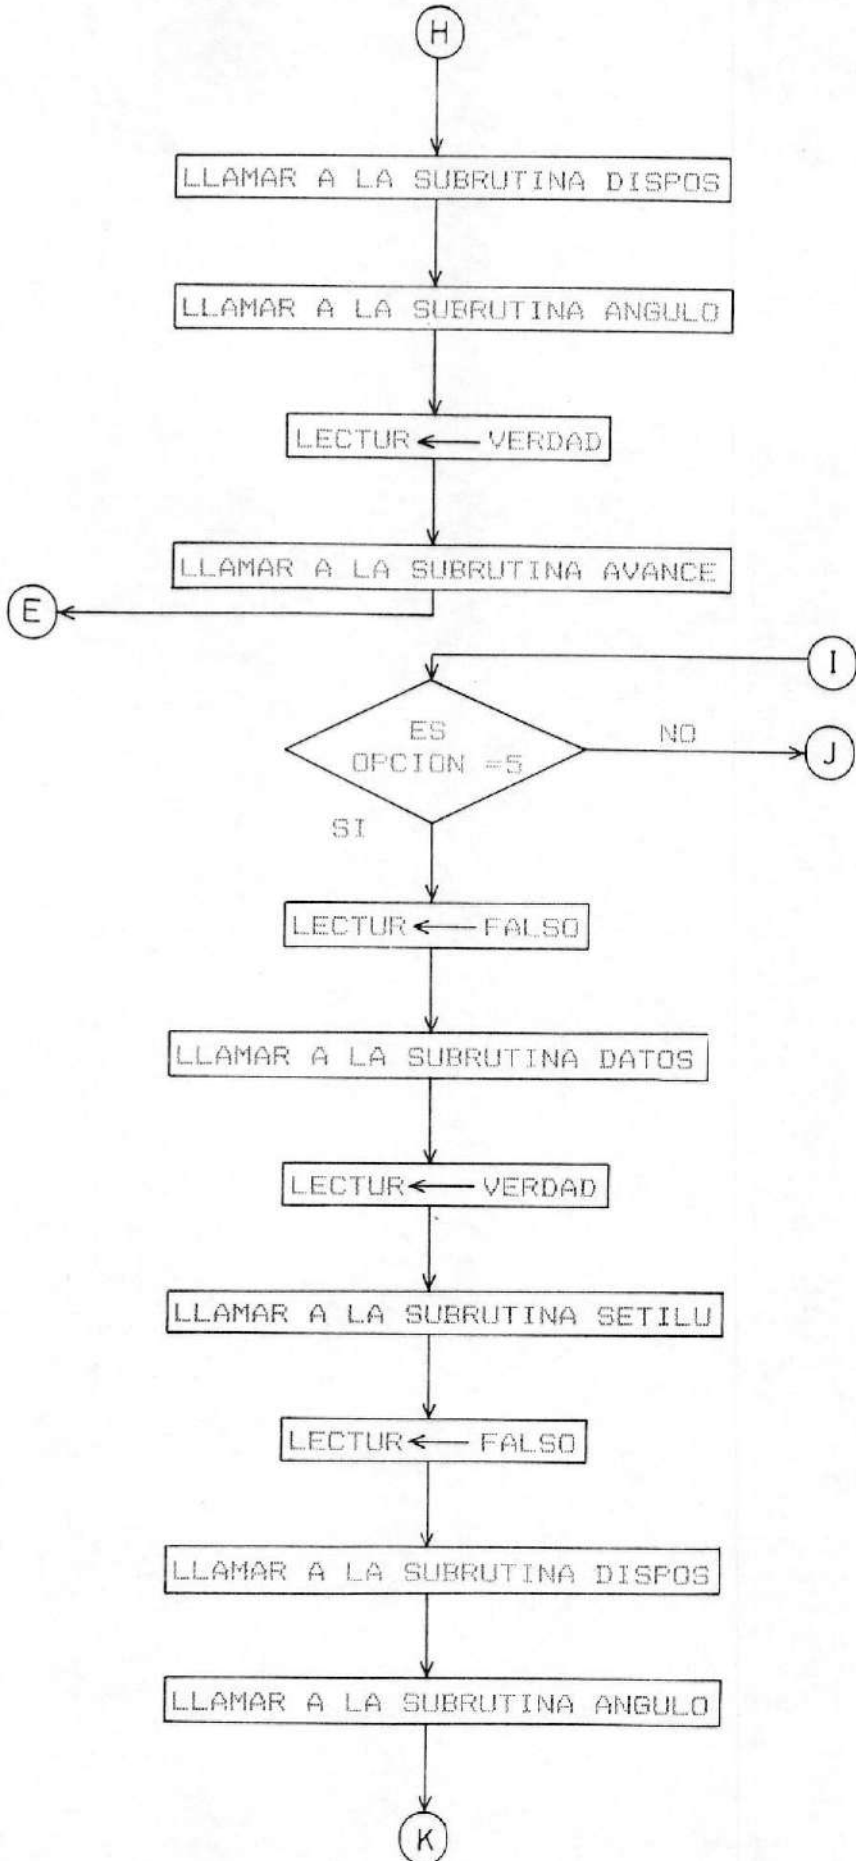 H
LLAMAR A LA SUBRUTINA DISPOS
LLAMAR A LA SUBRUTINA ANGULO
LECTUR ← VERDAD
LLAMAR A LA SUBRUTINA AVANCE
E
I
ES
OPCION =5
NO
J
SI
LECTUR ← FALSO
LLAMAR A LA SUBRUTINA DATOS
LECTUR ← VERDAD
LLAMAR A LA SUBRUTINA SETILU
LECTUR ← FALSO
LLAMAR A LA SUBRUTINA DISPOS
LLAMAR A LA SUBRUTINA ANGULO
K